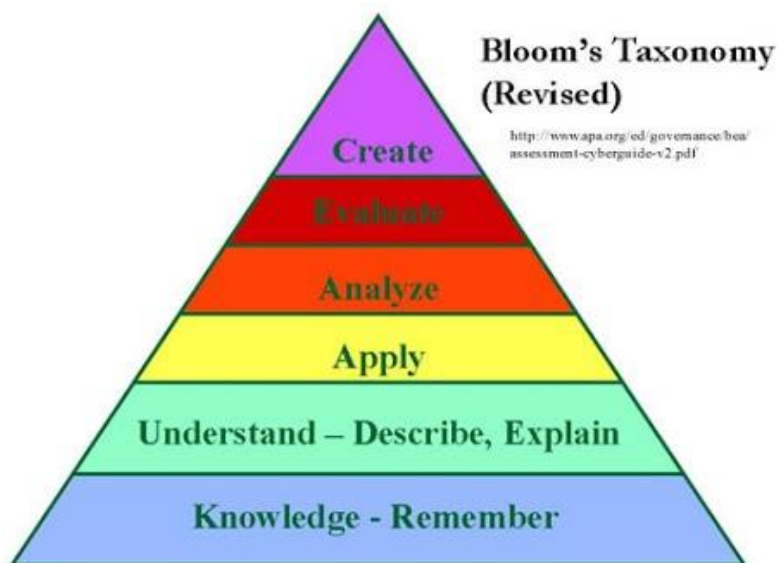 Bloom's Taxonomy
(Revised)
http://www.apa.org/ed/governance/bea/
assessment-cyberguide-v2.pdf
Create
Evaluate
Analyze
Apply
Understand – Describe, Explain
Knowledge - Remember